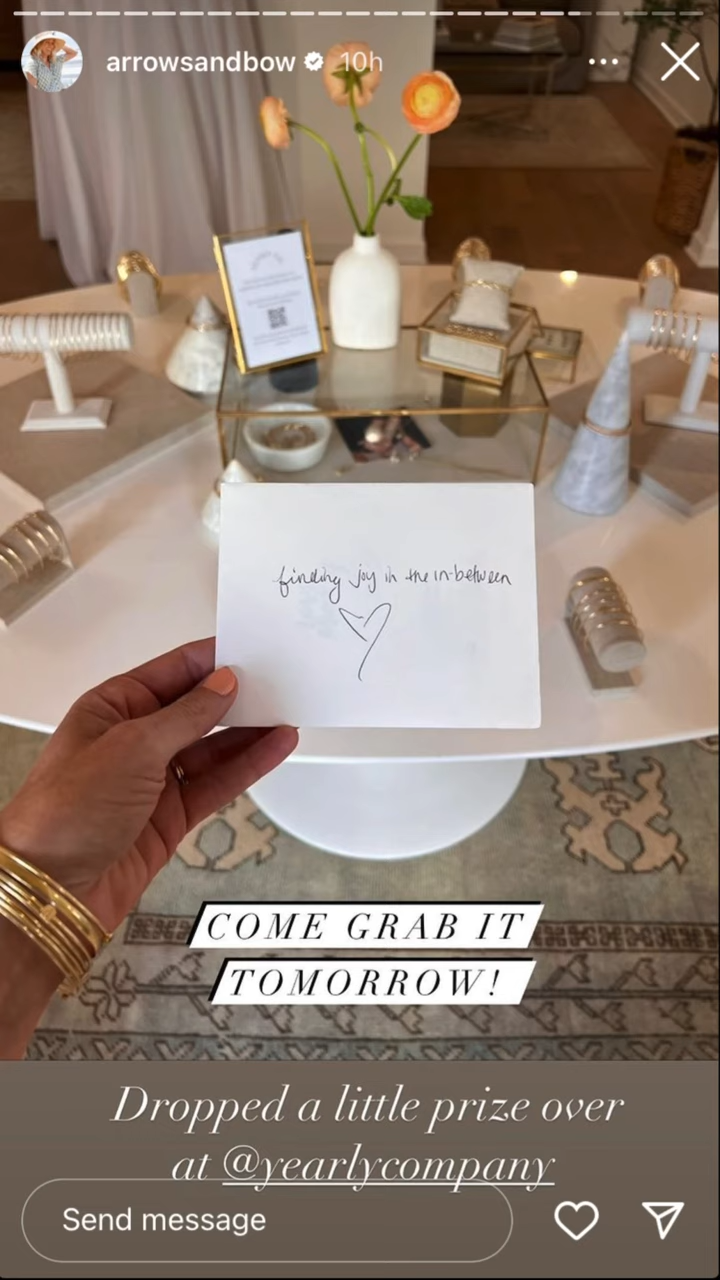 arrowsandbow 10h
finding joy in the in-between
COME GRAB IT
TOMORROW!
Dropped a little prize over
at @yearlycompany
Send message